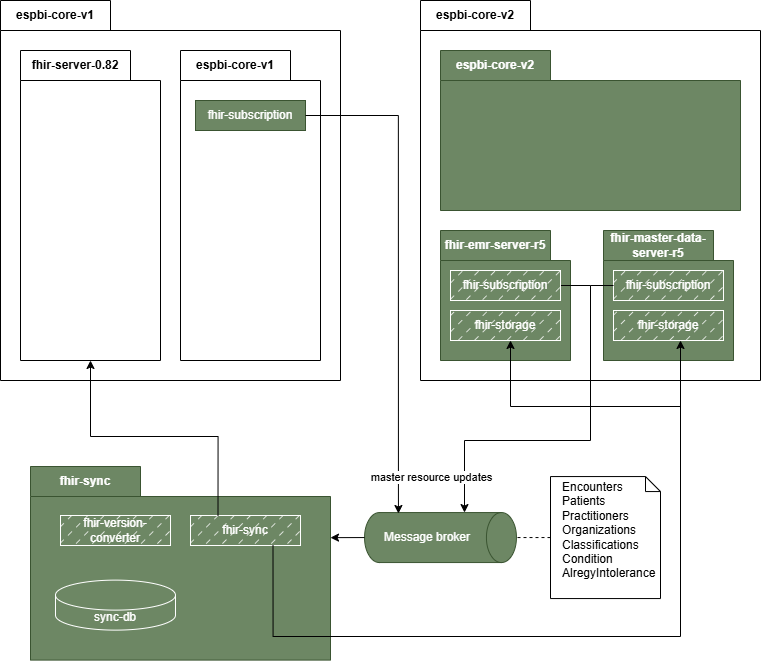 espbi-core-v1
espbi-core-v2
fhir-server-0.82
espbi-core-v1
espbi-core-v2
fhir-subscription
fhir-emr-server-r5
fhir-master-data-
server-r5
fhir-subscription
fhir-subscription
fhir-storage
fhir-storage
master resource updates
fhir-sync
Encounters
Patients
Practitioners
Organizations
Classifications
Condition
AlregyIntolerance
fhir-version-
converter
fhir-sync
Message broker
sync-db